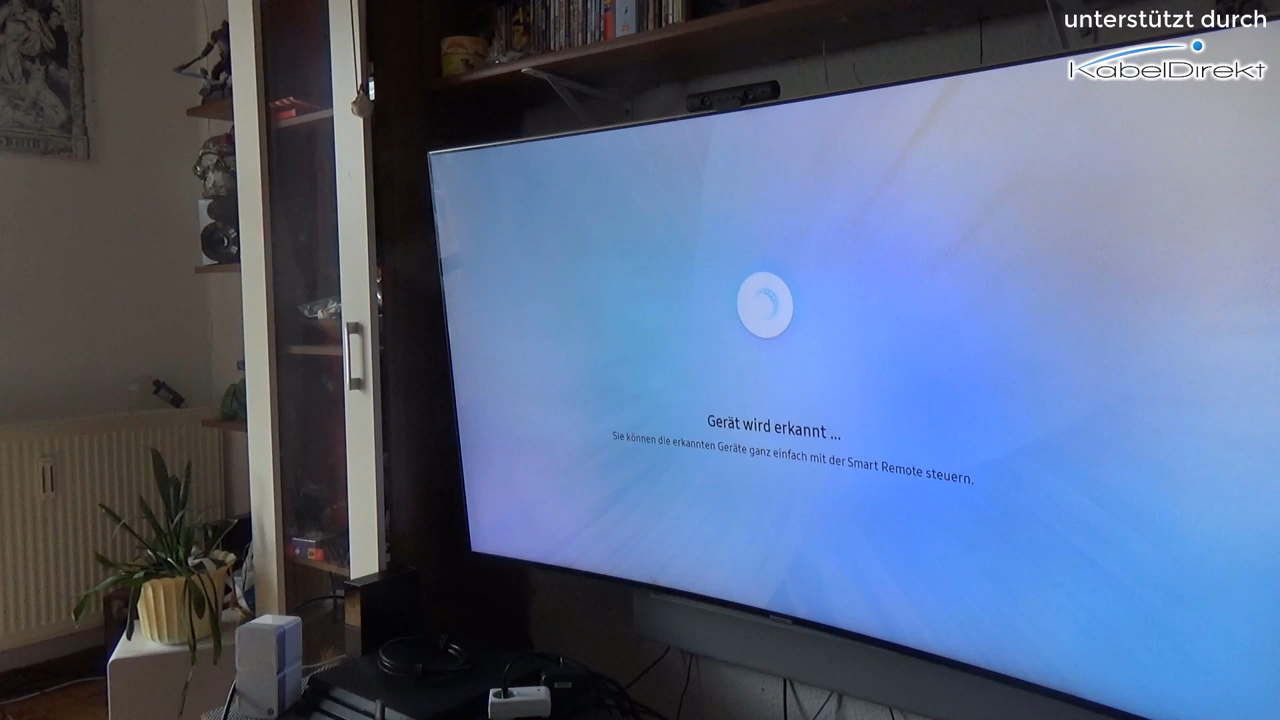 unterstützt durch
KabelDirekt
Gerät wird erkannt ...
Sie können die erkannten Geräte ganz einfach mit der Smart Remote steuern.